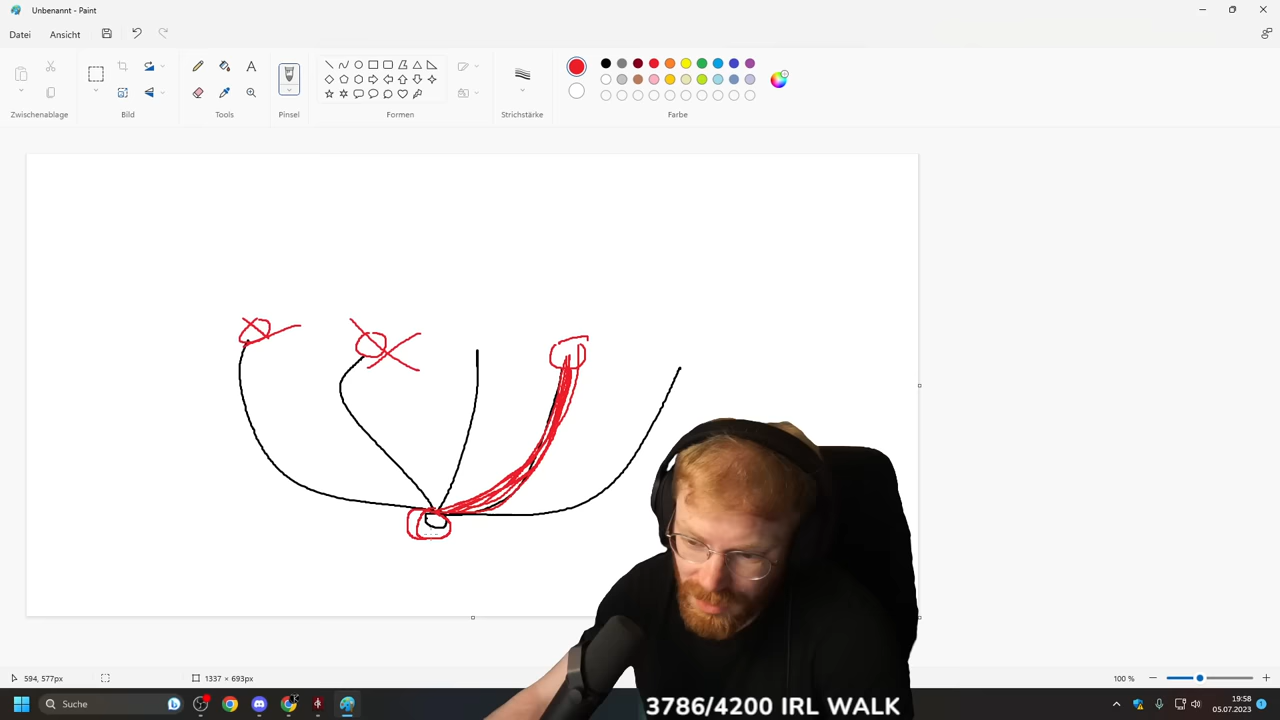 Unbenannt - Paint
Datei Ansicht
A
Zwischenablage Bild Tools Pinsel Formen Strichstärke Farbe
594, 577px 1337 × 693px 100 %
Suche 19:58
05.07.2023
3786/4200 IRL WALK